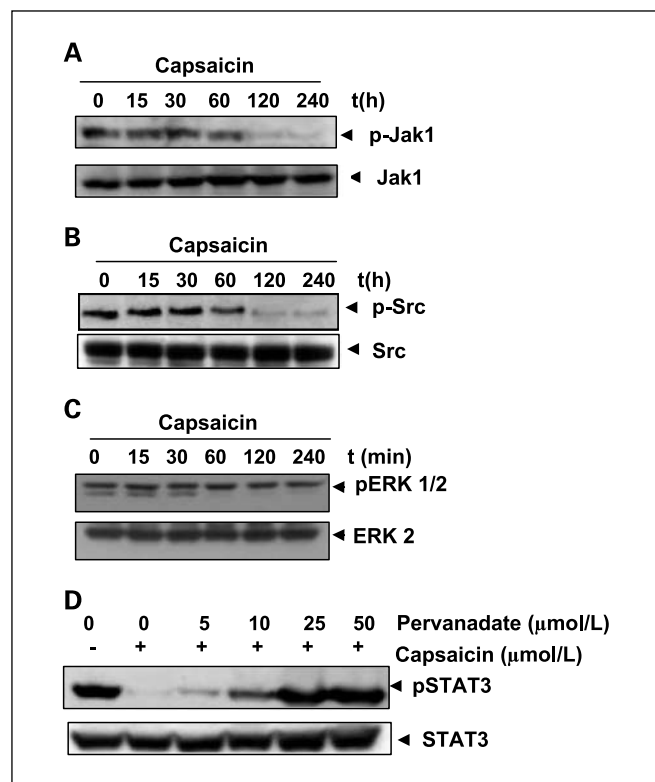 A
Capsaicin
0 15 30 60 120 240 t(h)
p-Jak1
Jak1
B
Capsaicin
0 15 30 60 120 240 t(h)
p-Src
Src
C
Capsaicin
0 15 30 60 120 240 t (min)
pERK 1/2
ERK 2
D
0 0 5 10 25 50 Pervanadate (μmol/L)
- + + + + + Capsaicin (μmol/L)
pSTAT3
STAT3